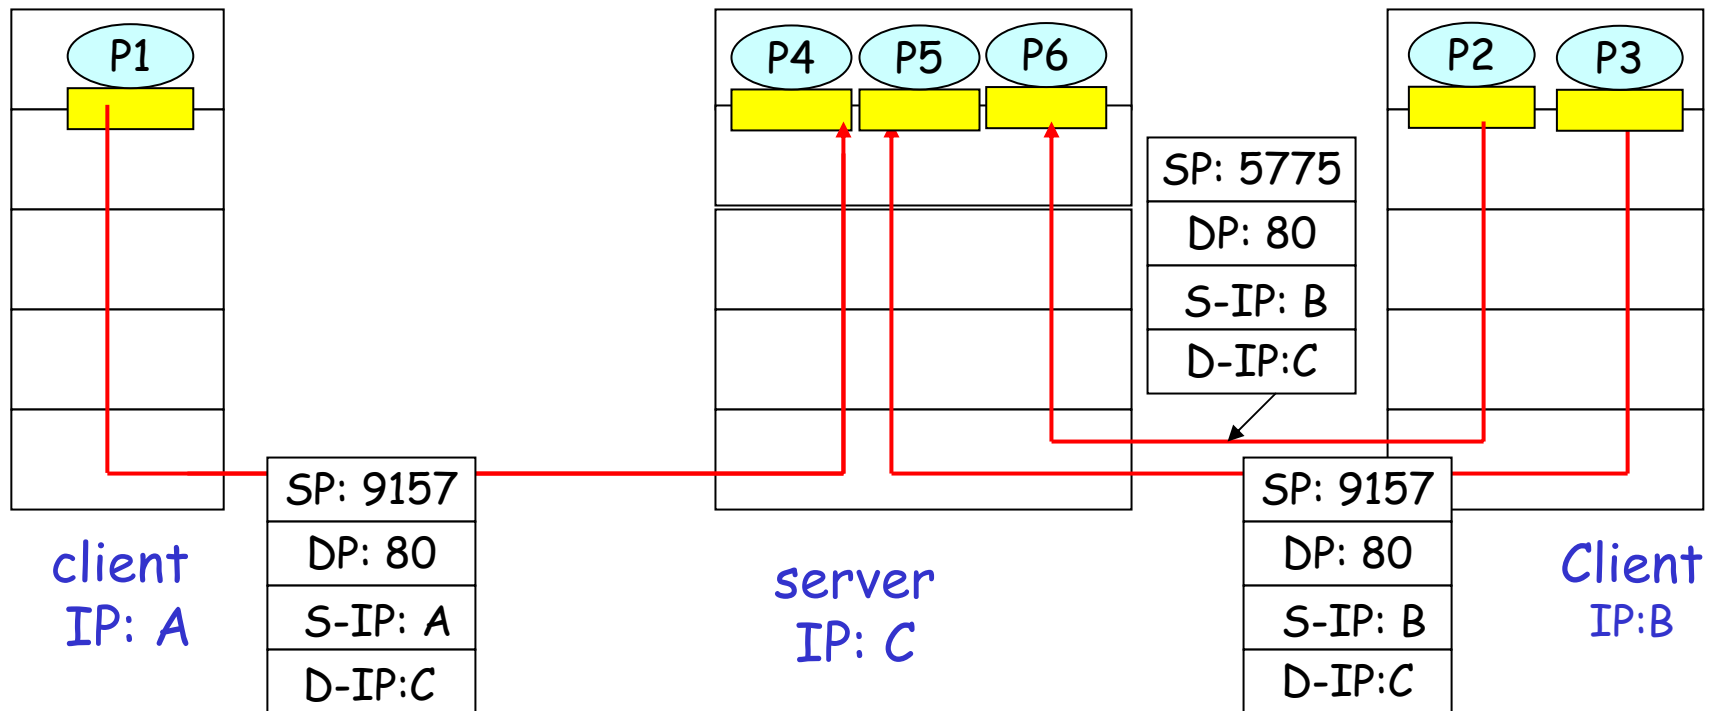 P1
P4
P5
P6
P2
P3
SP: 5775
DP: 80
S-IP: B
D-IP:C
SP: 9157
DP: 80
S-IP: A
D-IP:C
SP: 9157
DP: 80
S-IP: B
D-IP:C
client
IP: A
server
IP: C
Client
IP:B